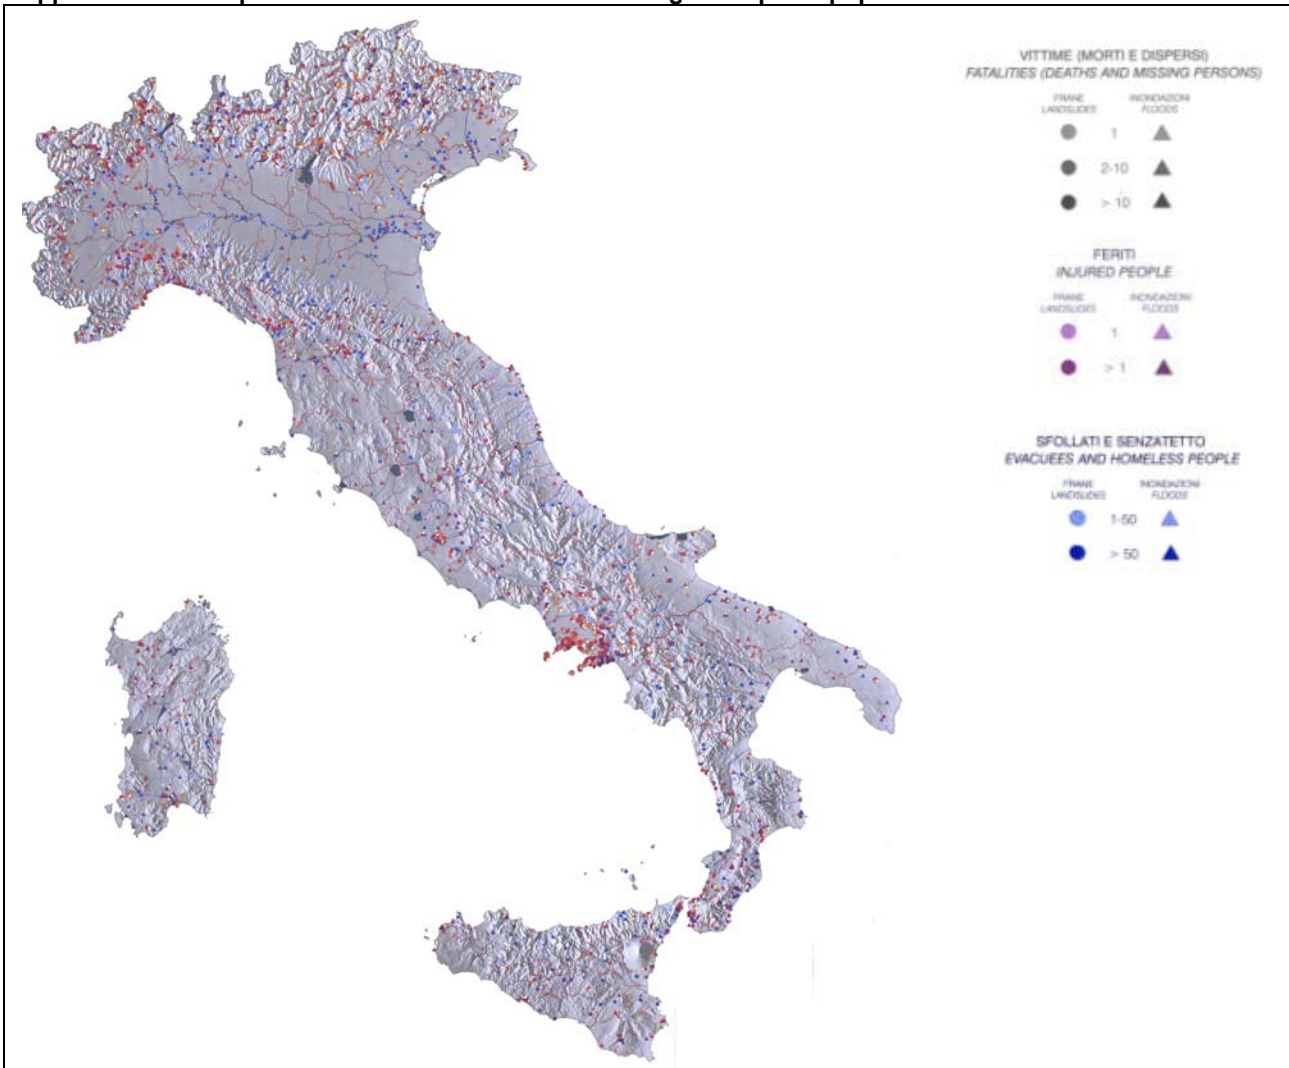 VITTIME (MORTI E DISPERSI)
FATALITIES (DEATHS AND MISSING PERSONS)
FRANE INONDAZIONI
LANDSLIDES FLOODS
1
2-10
> 10
FERITI
INJURED PEOPLE
FRANE INONDAZIONI
LANDSLIDES FLOODS
1
> 1
SFOLLATI E SENZATETTO
EVACUEES AND HOMELESS PEOPLE
FRANE INONDAZIONI
LANDSLIDES FLOODS
1-50
> 50